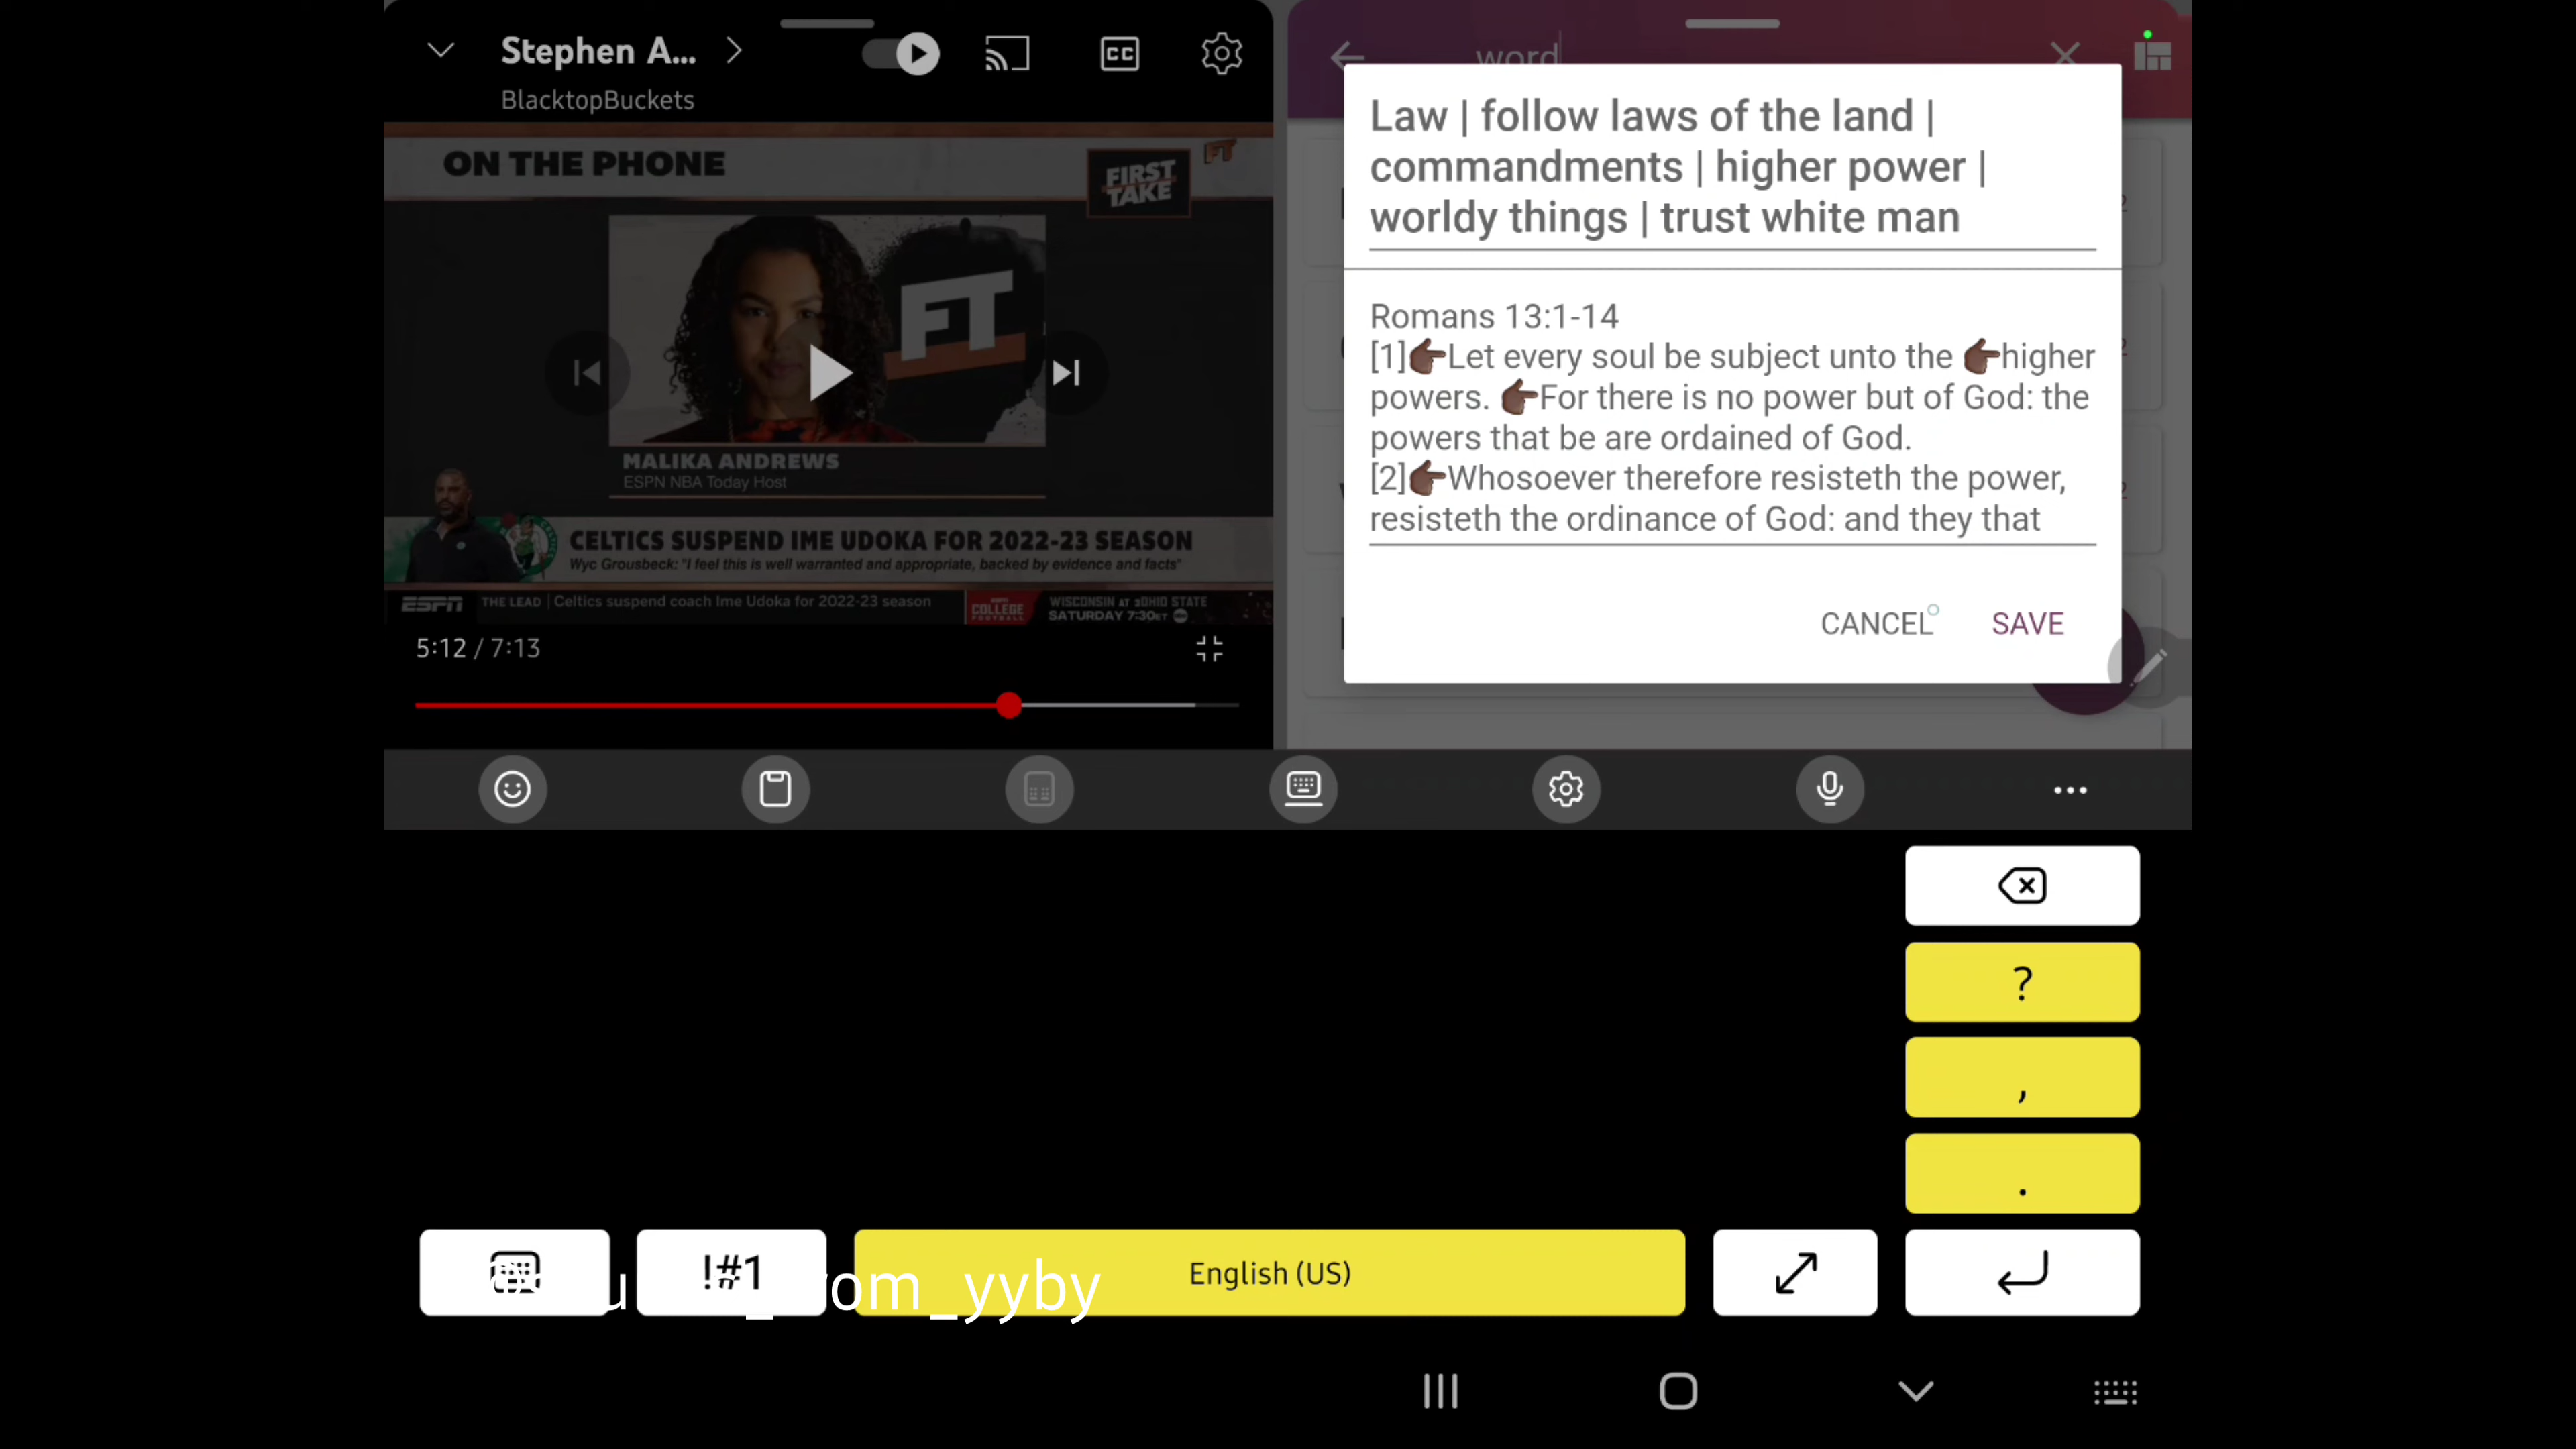 Stephen A...
BlacktopBuckets
CC
ON THE PHONE
FIRST
TAKE
FT
FT
MALIKA ANDREWS
ESPN NBA Today Host
CELTICS SUSPEND IME UDOKA FOR 2022-23 SEASON
Wyc Grousbeck: "I feel this is well warranted and appropriate, backed by evidence and facts"
ESPN THE LEAD | Celtics suspend coach Ime Udoka for 2022-23 season
COLLEGE
FOOTBALL
WISCONSIN AT 3OHIO STATE
SATURDAY 7:30ET abc
5:12 / 7:13
word
Law | follow laws of the land |
commandments | higher power |
worldy things | trust white man
Romans 13:1-14
[1]👉🏿Let every soul be subject unto the 👉🏿higher
powers. 👉🏿For there is no power but of God: the
powers that be are ordained of God.
[2]👉🏿Whosoever therefore resisteth the power,
resisteth the ordinance of God: and they that
CANCEL SAVE
?
,
.
!#1
English (US)